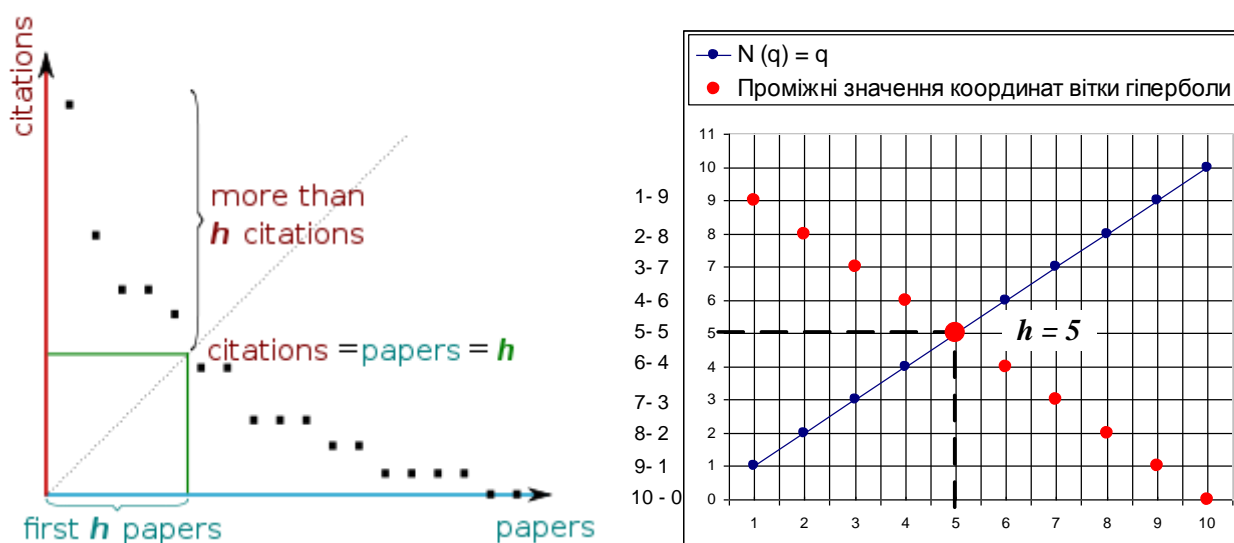 citations
more than
h citations
citations =papers = h
first h papers
papers
N (q) = q
Проміжні значення координат вітки гіперболи
11
10
9
8
7
6
5
4
3
2
1
0
1- 9
2- 8
3- 7
4- 6
5- 5
6- 4
7- 3
8- 2
9- 1
10 - 0
h = 5
1 2 3 4 5 6 7 8 9 10